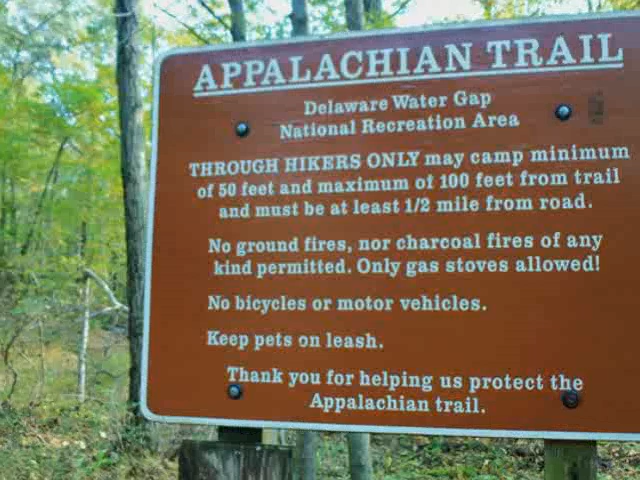 APPALACHIAN TRAIL
Delaware Water Gap
National Recreation Area
THROUGH HIKERS ONLY may camp minimum
of 50 feet and maximum of 100 feet from trail
and must be at least 1/2 mile from road.
No ground fires, nor charcoal fires of any
kind permitted. Only gas stoves allowed!
No bicycles or motor vehicles.
Keep pets on leash.
Thank you for helping us protect the
Appalachian trail.